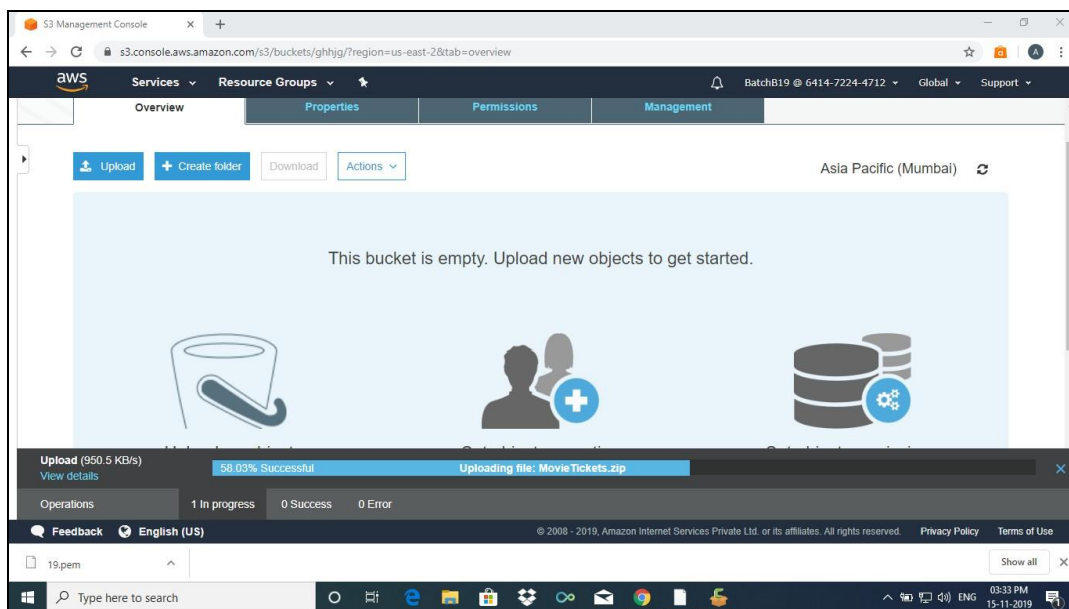 S3 Management Console
s3.console.aws.amazon.com/s3/buckets/ghhjg/?region=us-east-2&tab=overview
A
aws Services Resource Groups BatchB19 @ 6414-7224-4712 Global Support
Overview Properties Permissions Management
Upload Create folder Download Actions Asia Pacific (Mumbai)
This bucket is empty. Upload new objects to get started.
Upload (950.5 KB/s)
58.03% Successful Uploading file: MovieTickets.zip
View details
Operations 1 In progress 0 Success 0 Error
Feedback English (US) © 2008 - 2019, Amazon Internet Services Private Ltd. or its affiliates. All rights reserved. Privacy Policy Terms of Use
19.pem Show all
Type here to search ENG 03:33 PM
15-11-2019